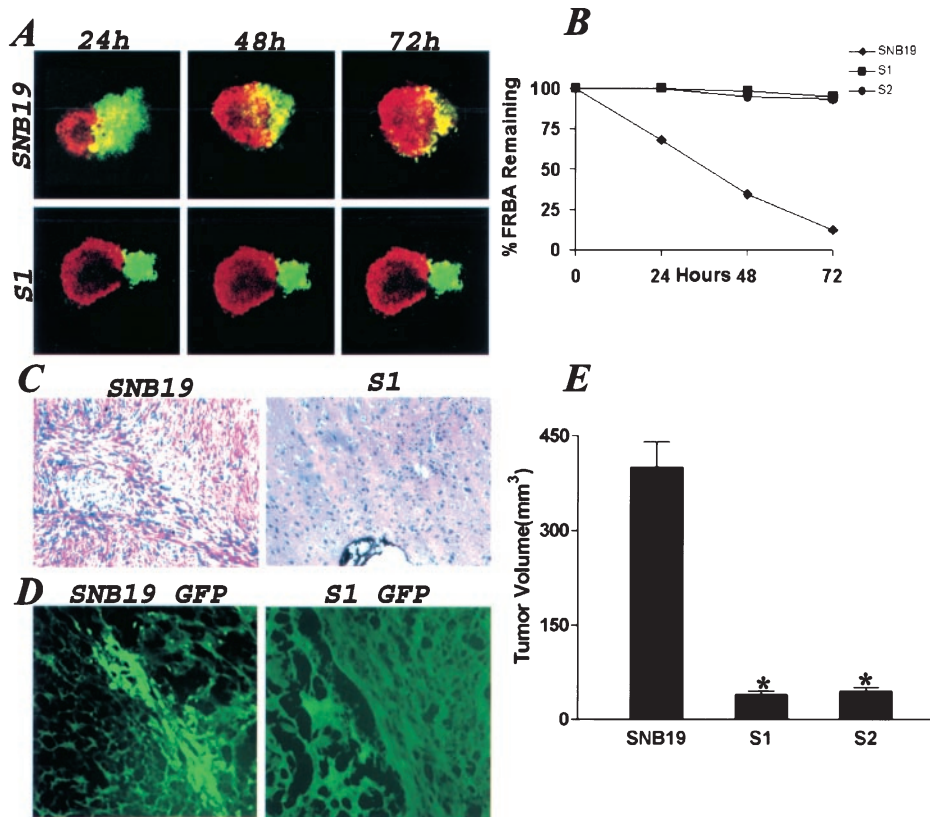 A
24h 48h 72h
SNB19
S1
B
SNB19
S1
S2
% FRBA Remaining
100
75
50
25
0
0 24 Hours 48 72
C
SNB19 S1
D
SNB19 GFP S1 GFP
E
Tumor Volume(mm³)
450
300
150
0
* *
SNB19 S1 S2